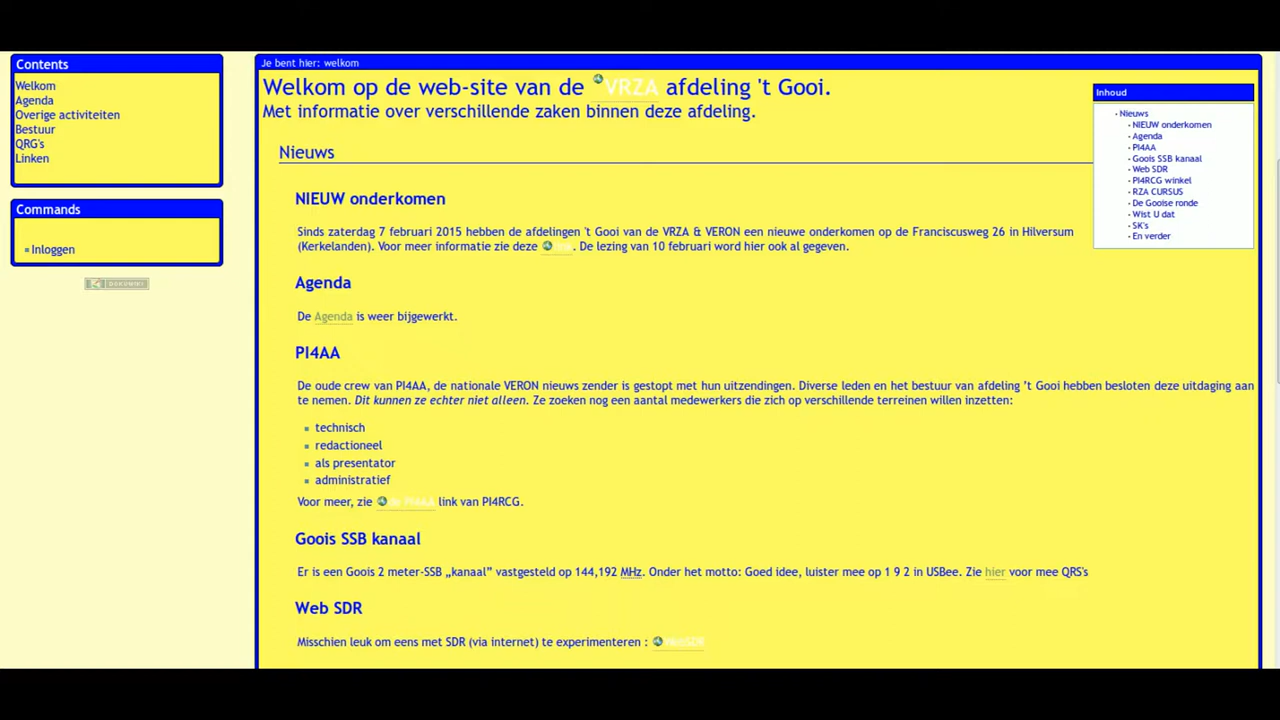 Contents
Welkom
Agenda
Overige activiteiten
Bestuur
QRG's
Linken
Commands
Inloggen
DOKUWIKI
Je bent hier: welkom
Welkom op de web-site van de VRZA afdeling 't Gooi.
Met informatie over verschillende zaken binnen deze afdeling.
Inhoud
Nieuws
NIEUW onderkomen
Agenda
PI4AA
Goois SSB kanaal
Web SDR
PI4RCG winkel
RZA CURSUS
De Gooise ronde
Wist U dat
SK's
En verder
Nieuws
NIEUW onderkomen
Sinds zaterdag 7 februari 2015 hebben de afdelingen 't Gooi van de VRZA & VERON een nieuwe onderkomen op de Franciscusweg 26 in Hilversum
(Kerkelanden). Voor meer informatie zie deze . De lezing van 10 februari word hier ook al gegeven.
Agenda
De Agenda is weer bijgewerkt.
PI4AA
De oude crew van PI4AA, de nationale VERON nieuws zender is gestopt met hun uitzendingen. Diverse leden en het bestuur van afdeling ’t Gooi hebben besloten deze uitdaging aan
te nemen. Dit kunnen ze echter niet alleen. Ze zoeken nog een aantal medewerkers die zich op verschillende terreinen willen inzetten:
technisch
redactioneel
als presentator
administratief
Voor meer, zie de PI4AA link van PI4RCG.
Goois SSB kanaal
Er is een Goois 2 meter-SSB „kanaal” vastgesteld op 144,192 MHz. Onder het motto: Goed idee, luister mee op 1 9 2 in USBee. Zie hier voor mee QRS's
Web SDR
Misschien leuk om eens met SDR (via internet) te experimenteren : WebSDR